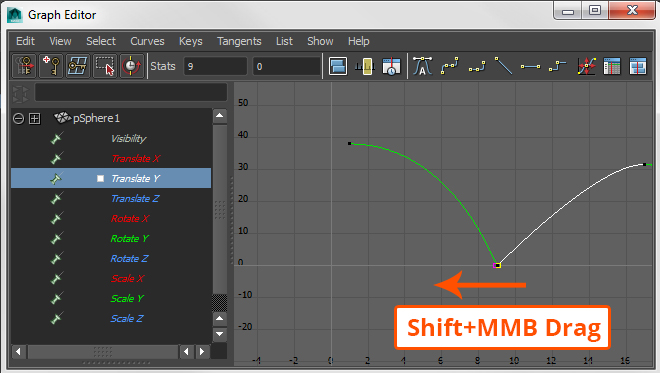 Graph Editor
Edit View Select Curves Keys Tangents List Show Help
Stats 9 0
pSphere1
Visibility
Translate X
Translate Y
Translate Z
Rotate X
Rotate Y
Rotate Z
Scale X
Scale Y
Scale Z
50
40
30
20
10
0
-10
-20
Shift+MMB Drag
-4 -2 0 2 4 6 8 10 12 14 16